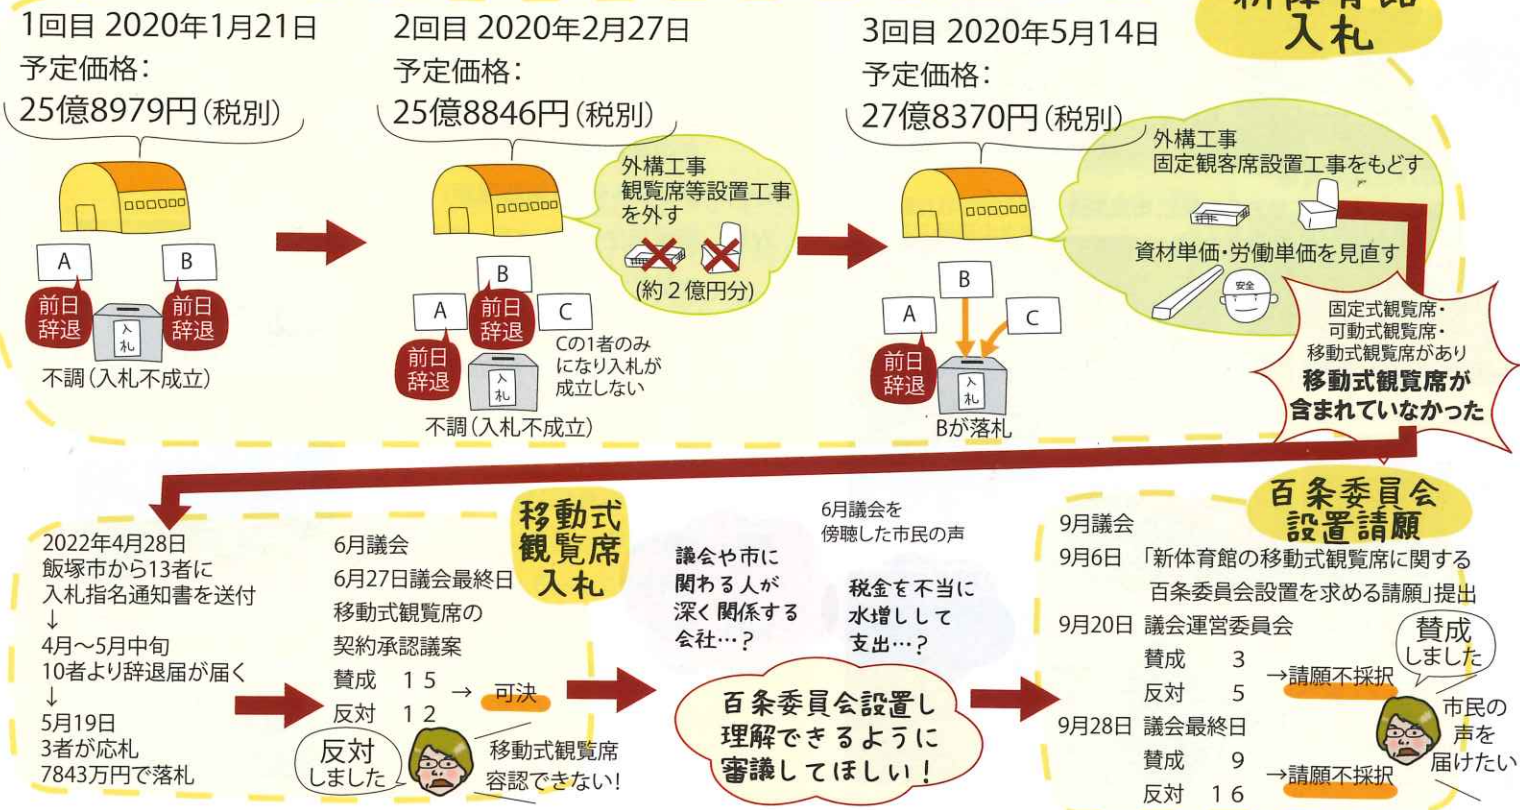 新体育館
入札
1回目 2020年1月21日
予定価格：
25億8979円（税別）
A
B
前日
辞退
前日
辞退
入
札
不調（入札不成立）
2回目 2020年2月27日
予定価格：
25億8846円（税別）
外構工事
観覧席等設置工事
を外す
（約２億円分）
A
B
C
前日
辞退
前日
辞退
Cの1者のみ
になり入札が
成立しない
入
札
不調（入札不成立）
3回目 2020年5月14日
予定価格：
27億8370円（税別）
外構工事
固定観客席設置工事をもどす
資材単価・労働単価を見直す
安全
A
B
C
前日
辞退
入
札
Bが落札
固定式観覧席・
可動式観覧席・
移動式観覧席があり
移動式観覧席が
含まれていなかった
移動式
観覧席
入札
2022年4月28日
飯塚市から13者に
入札指名通知書を送付
↓
4月〜5月中旬
10者より辞退届が届く
↓
5月19日
3者が応札
7843万円で落札
6月議会
6月27日議会最終日
移動式観覧席の
契約承認議案
賛成 15
反対 12
→ 可決
反対
しました
移動式観覧席
容認できない！
6月議会を
傍聴した市民の声
議会や市に
関わる人が
深く関係する
会社…？
税金を不当に
水増しして
支出…？
百条委員会設置し
理解できるように
審議してほしい！
百条委員会
設置請願
9月議会
9月6日 「新体育館の移動式観覧席に関する
百条委員会設置を求める請願」提出
9月20日 議会運営委員会
賛成 3
反対 5
→請願不採択
9月28日 議会最終日
賛成 9
反対 16
→請願不採択
賛成
しました
市民の
声を
届けたい